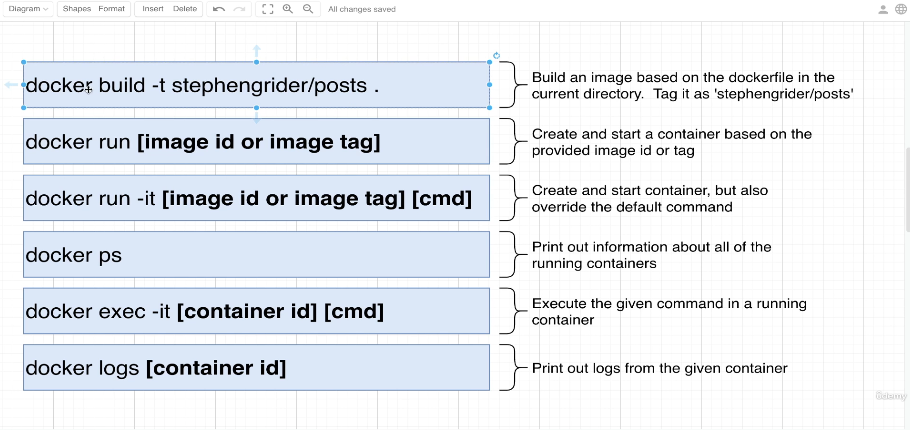 Diagram Shapes Format Insert Delete All changes saved
docker build -t stephengrider/posts .
Build an image based on the dockerfile in the
current directory. Tag it as 'stephengrider/posts'
docker run [image id or image tag]
Create and start a container based on the
provided image id or tag
docker run -it [image id or image tag] [cmd]
Create and start container, but also
override the default command
docker ps
Print out information about all of the
running containers
docker exec -it [container id] [cmd]
Execute the given command in a running
container
docker logs [container id]
Print out logs from the given container
Udemy